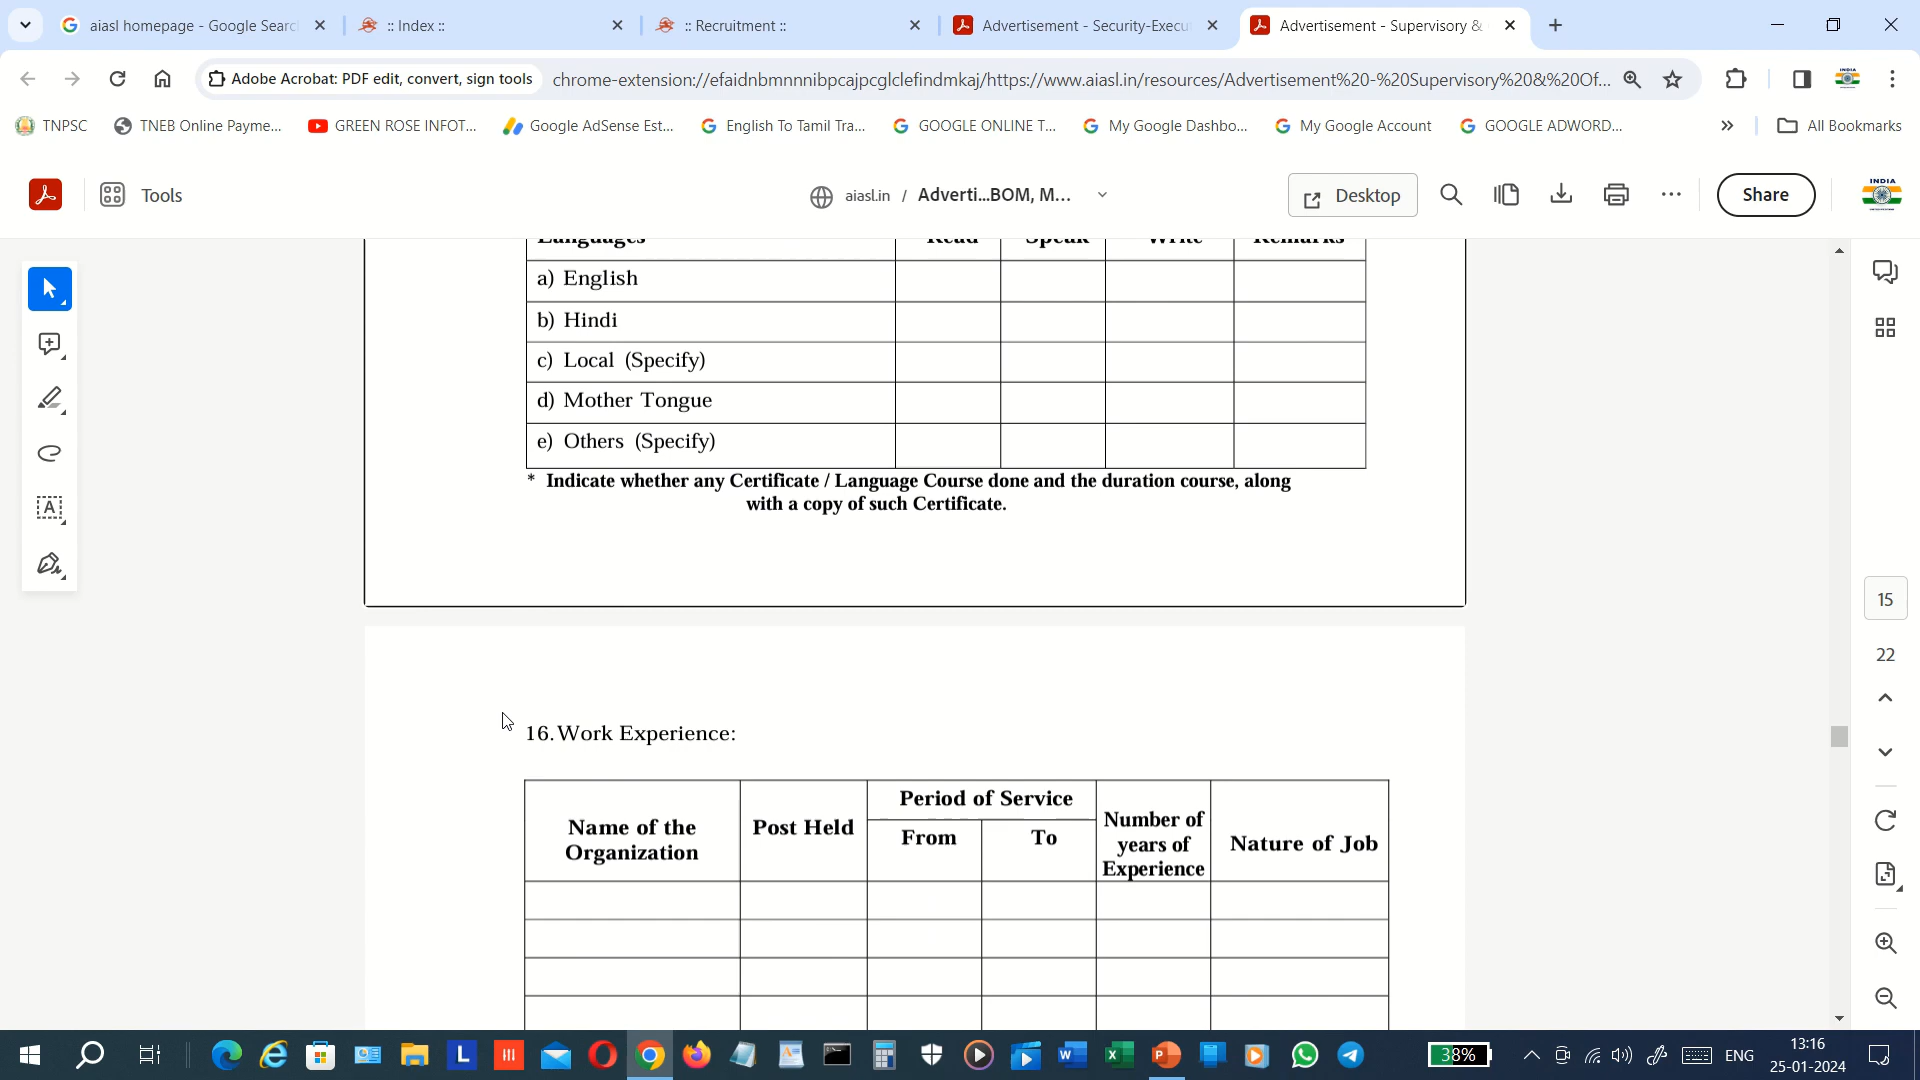 aiasl homepage - Google Searc
:: Index ::
:: Recruitment ::
Advertisement - Security-Execu
Advertisement - Supervisory &
Adobe Acrobat: PDF edit, convert, sign tools
chrome-extension://efaidnbmnnnibpcajpcglclefindmkaj/https://www.aiasl.in/resources/Advertisement%20-%20Supervisory%20&%20Of...
TNPSC
TNEB Online Payme...
GREEN ROSE INFOT...
Google AdSense Est...
English To Tamil Tra...
GOOGLE ONLINE T...
My Google Dashbo...
My Google Account
GOOGLE ADWORD...
»
All Bookmarks
Tools
aiasl.in / Adverti...BOM, M...
Desktop
Share
INDIA
Languages Read Speak Write Remarks
a) English
b) Hindi
c) Local (Specify)
d) Mother Tongue
e) Others (Specify)
* Indicate whether any Certificate / Language Course done and the duration course, along
with a copy of such Certificate.
15
22
16.Work Experience:
Name of the
Organization
Post Held
Period of Service
From To
Number of
years of
Experience
Nature of Job
38%
ENG
13:16
25-01-2024